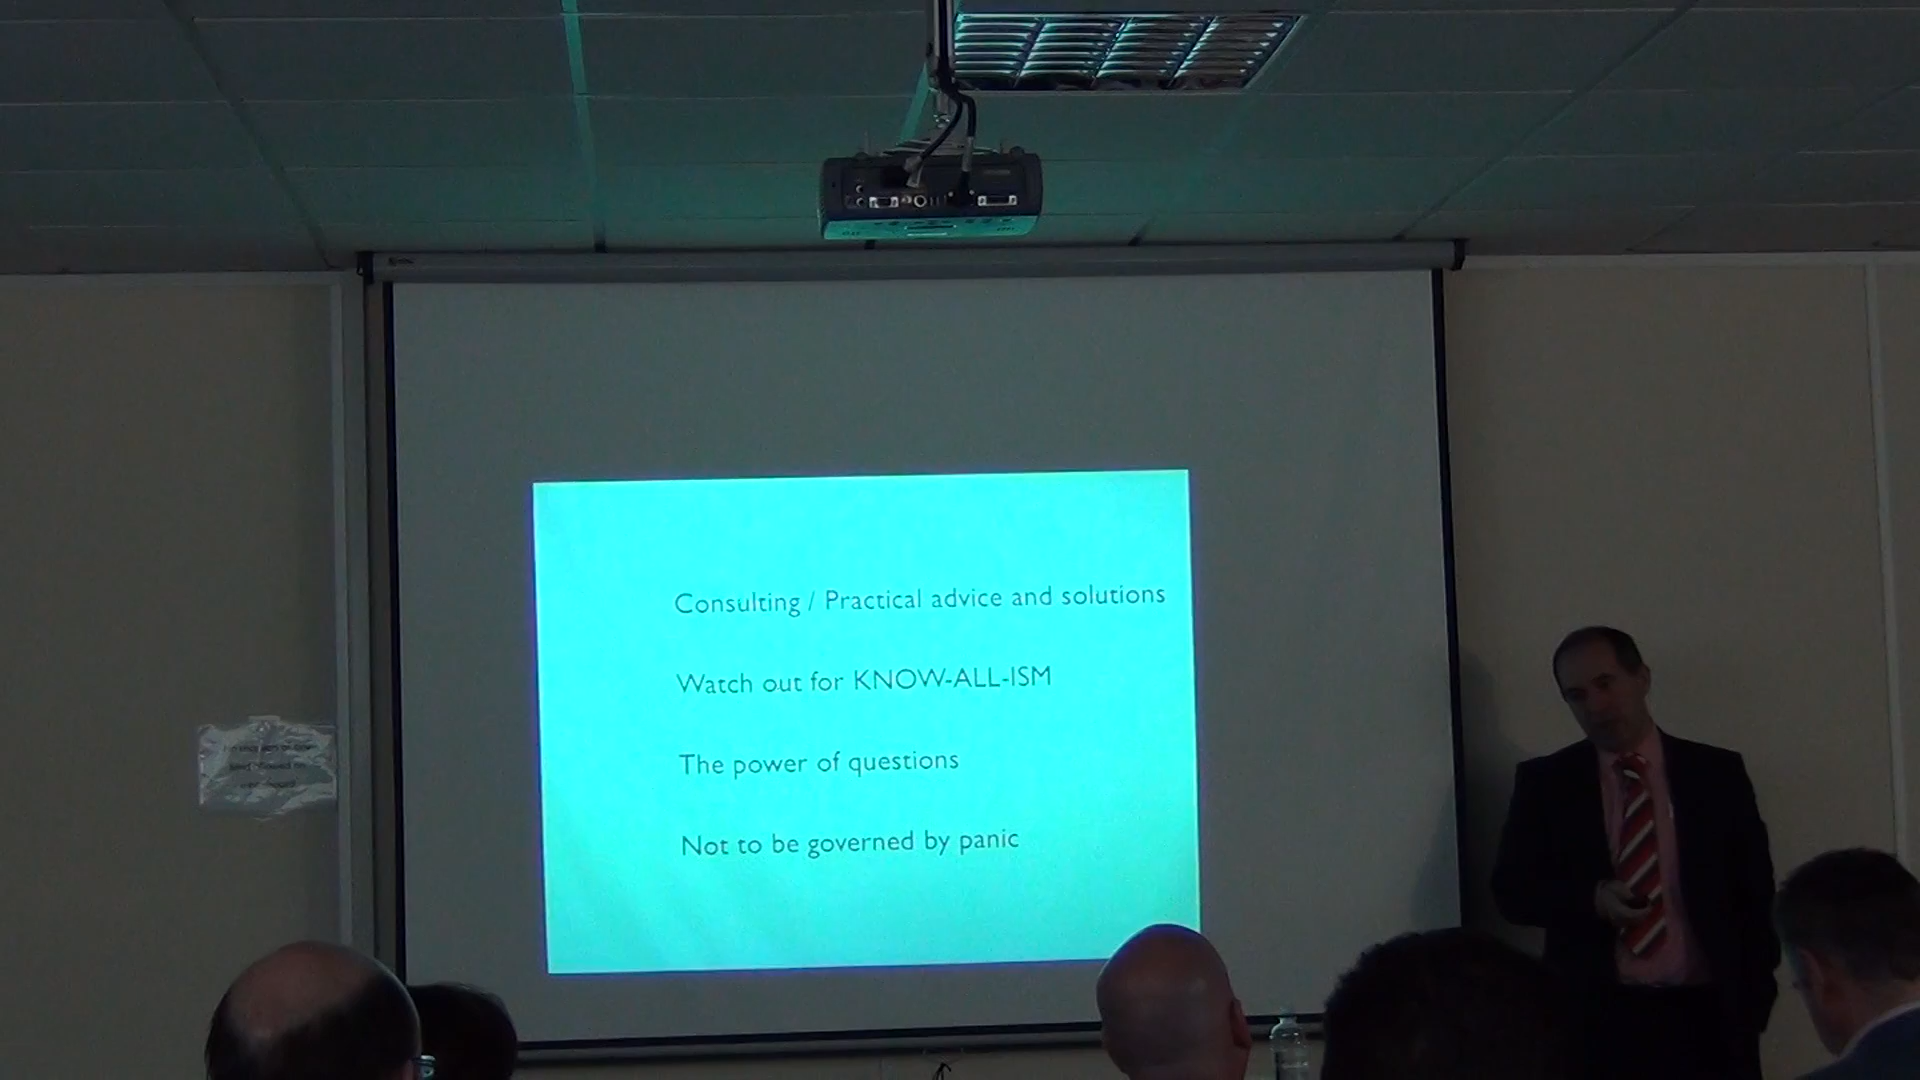 Consulting / Practical advice and solutions
Watch out for KNOW-ALL-ISM
The power of questions
Not to be governed by panic